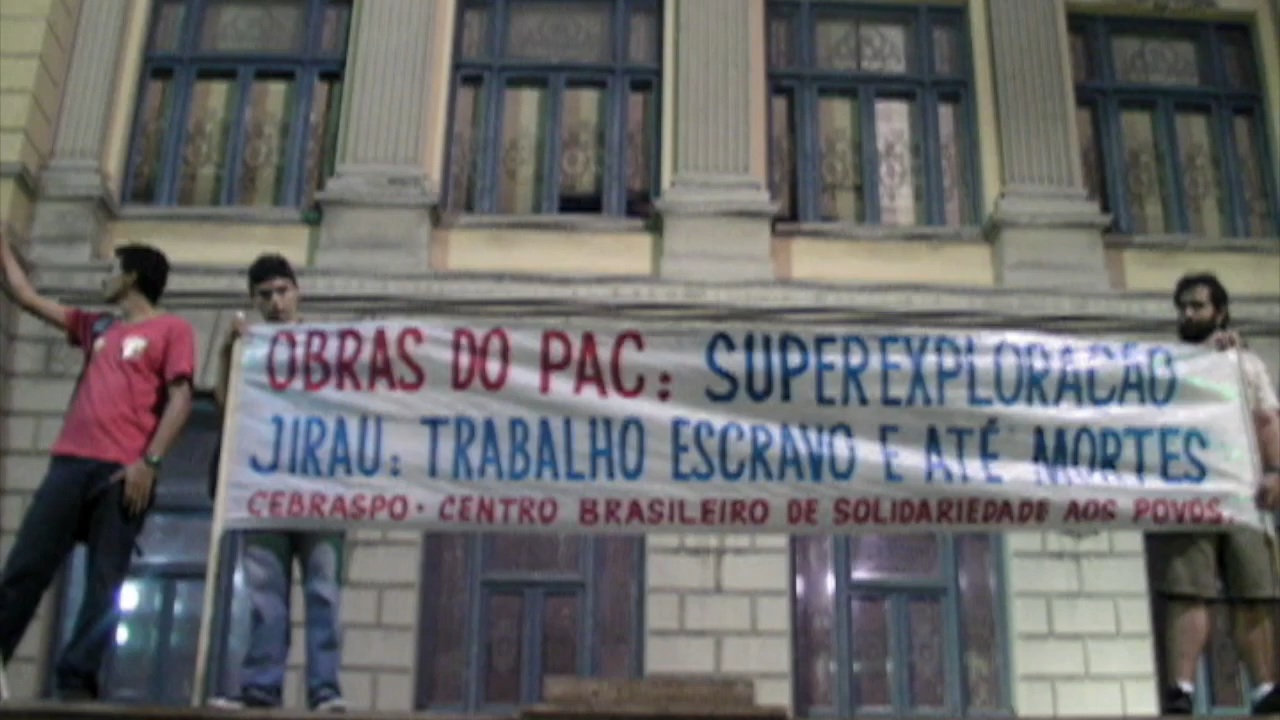 OBRAS DO PAC: SUPEREXPLORAÇÃO
JIRAU: TRABALHO ESCRAVO E ATÉ MORTES
CEBRASPO · CENTRO BRASILEIRO DE SOLIDARIEDADE AOS POVOS.